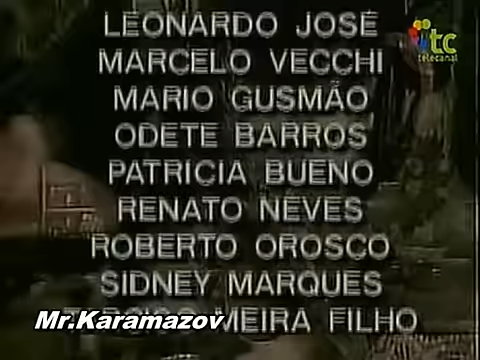 LEONARDO JOSÉ
tc
telecanal
MARCELO VECCHI
MARIO GUSMÃO
ODETE BARROS
PATRICIA BUENO
RENATO NEVES
ROBERTO OROSCO
SIDNEY MARQUES
MEIRA FILHO
Mr.Karamazov